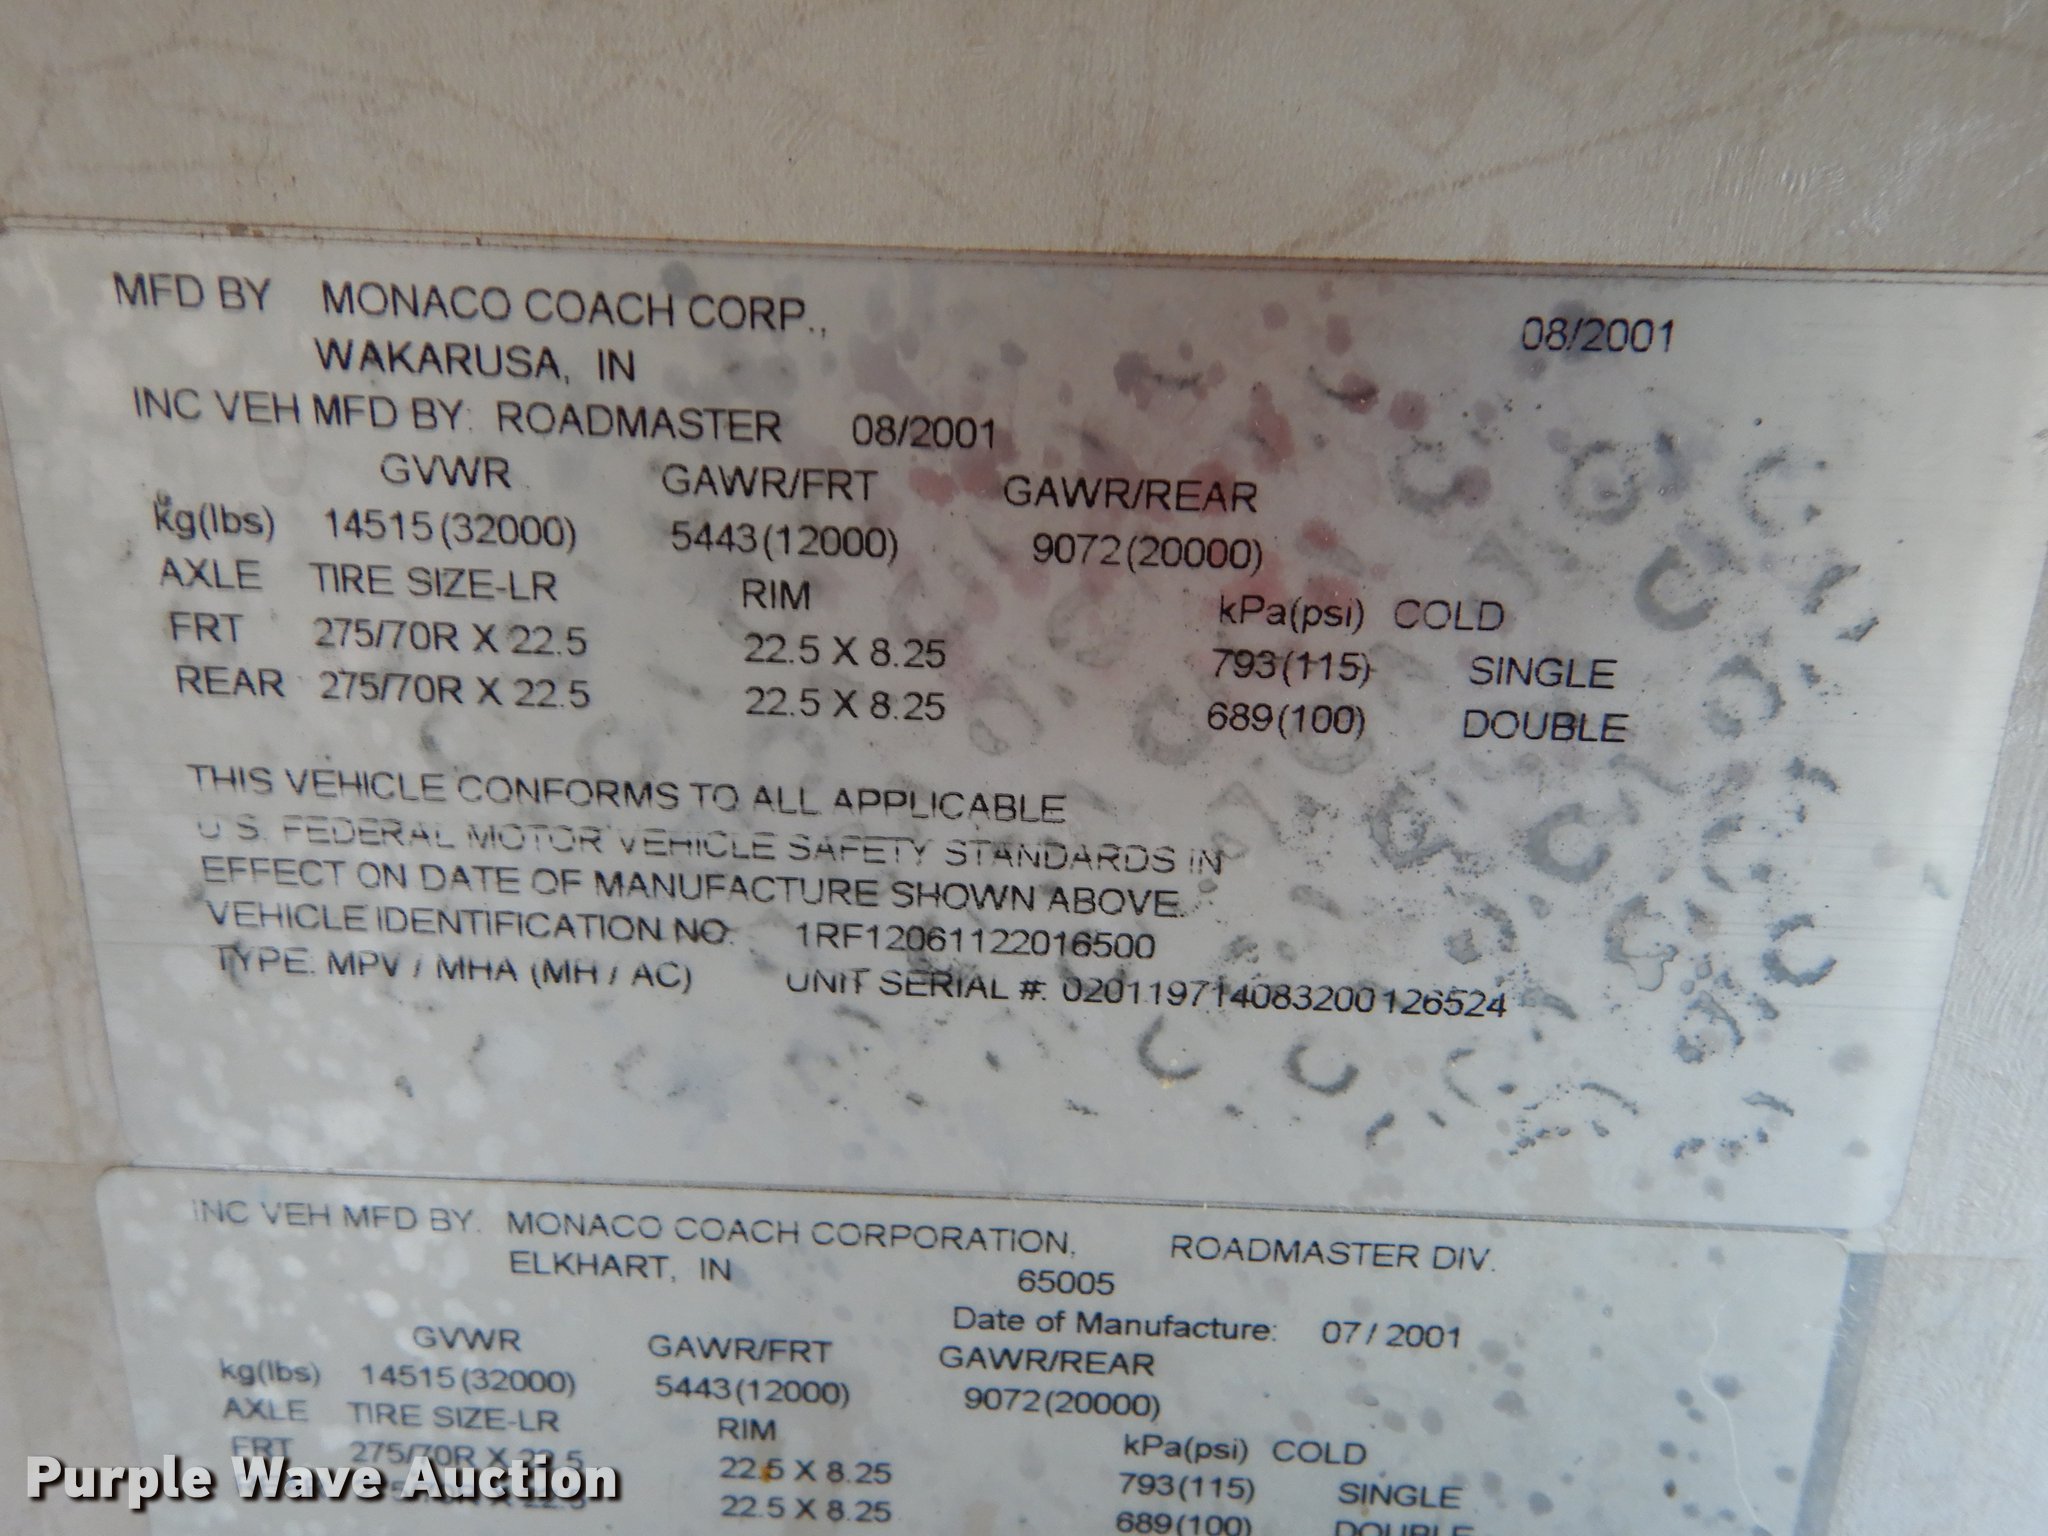 MFD BY MONACO COACH CORP., 08/2001
WAKARUSA, IN
INC VEH MFD BY: ROADMASTER 08/2001
GVWR GAWR/FRT GAWR/REAR
kg(lbs) 14515(32000) 5443(12000) 9072(20000)
AXLE TIRE SIZE-LR RIM kPa(psi) COLD
FRT 275/70R X 22.5 22.5 X 8.25 793(115) SINGLE
REAR 275/70R X 22.5 22.5 X 8.25 689(100) DOUBLE
THIS VEHICLE CONFORMS TO ALL APPLICABLE
U.S. FEDERAL MOTOR VEHICLE SAFETY STANDARDS IN
EFFECT ON DATE OF MANUFACTURE SHOWN ABOVE.
VEHICLE IDENTIFICATION NO. 1RF12061122016500
TYPE: MPV / MHA (MH / AC) UNIT SERIAL #: 020119714083200126524
INC VEH MFD BY: MONACO COACH CORPORATION, ROADMASTER DIV.
ELKHART, IN 65005
Date of Manufacture: 07/2001
GVWR GAWR/FRT GAWR/REAR
kg(lbs) 14515(32000) 5443(12000) 9072(20000)
AXLE TIRE SIZE-LR RIM kPa(psi) COLD
FRT 275/70R X 22.5 22.5 X 8.25 793(115) SINGLE
22.5 X 8.25 689(100) DOUBLE
Purple Wave Auction